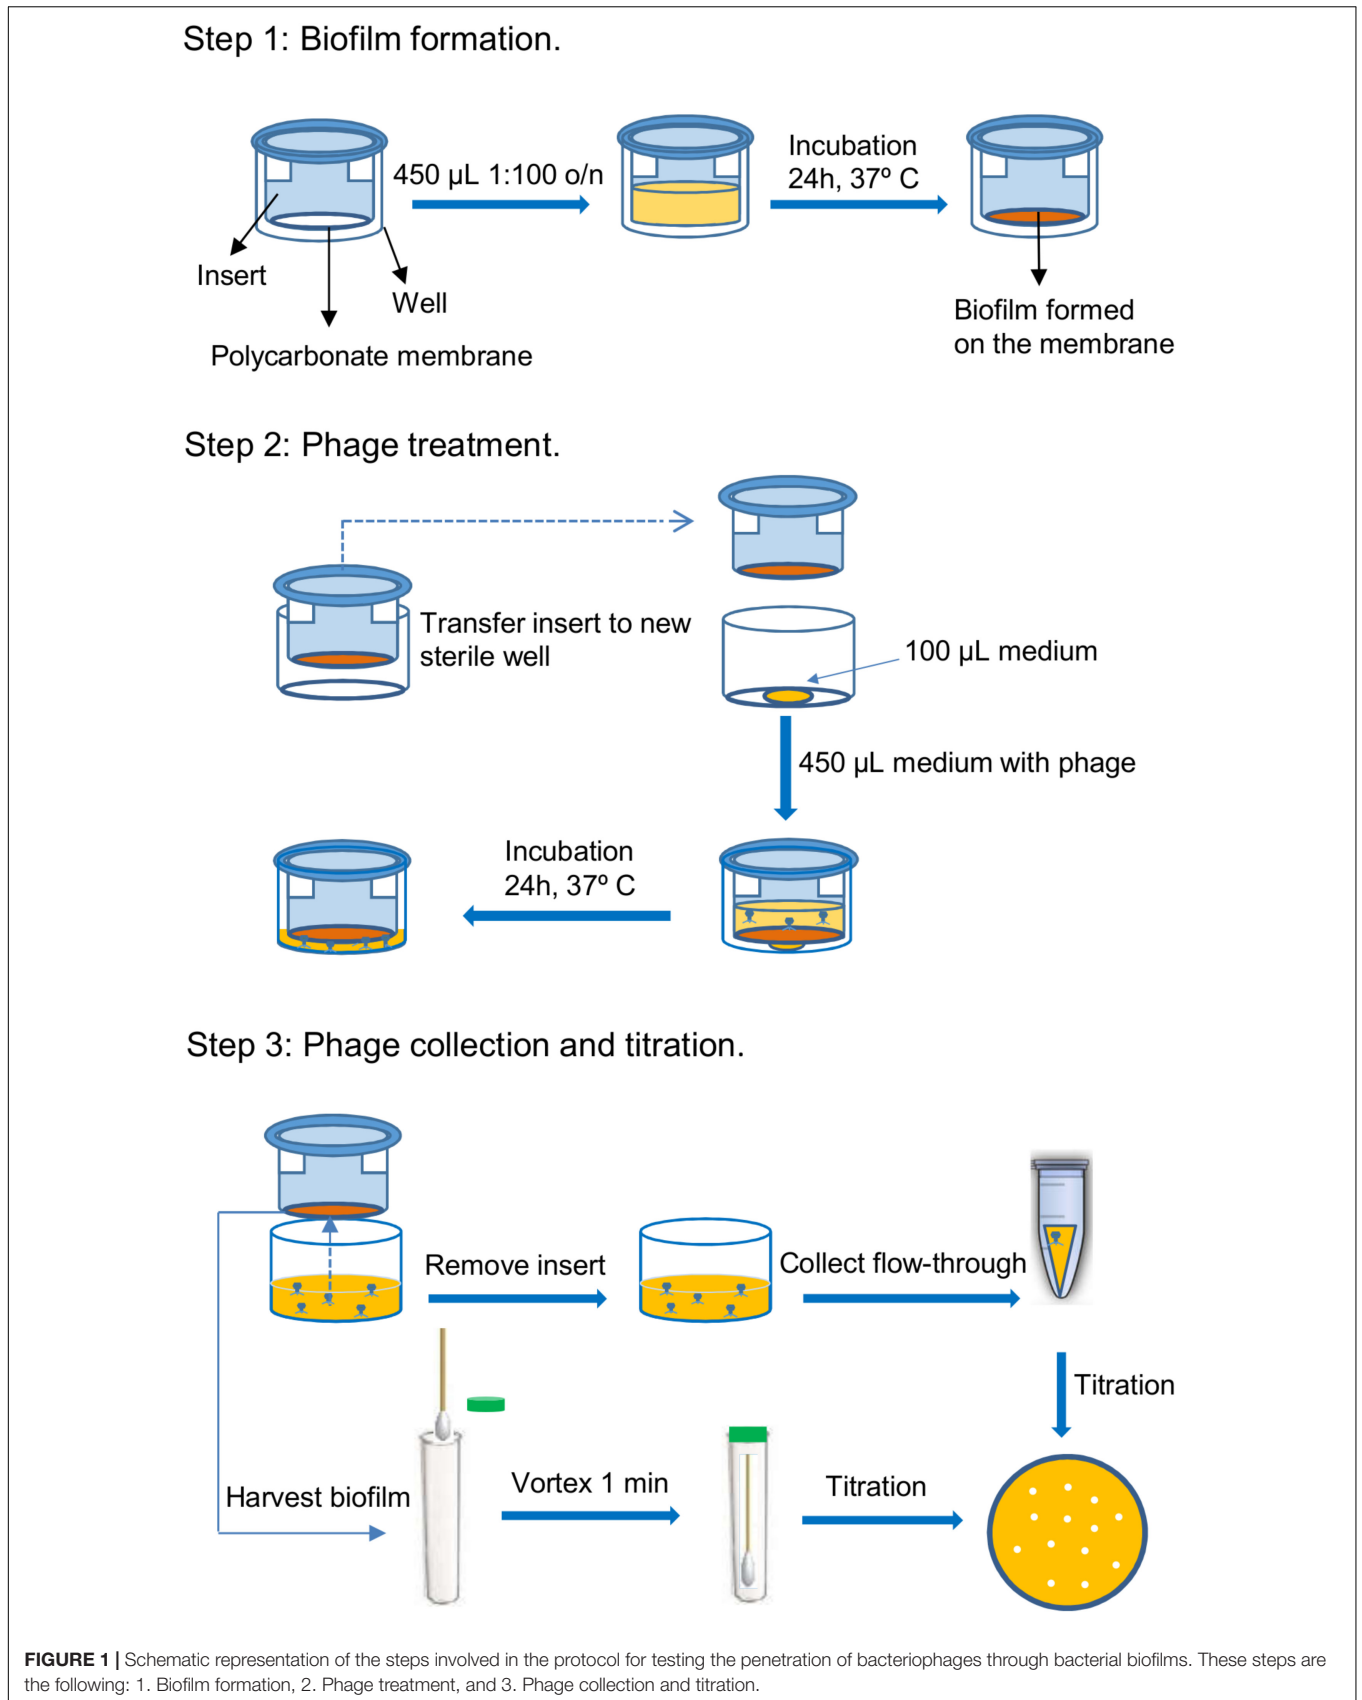 Step 1: Biofilm formation.
450 µL 1:100 o/n
Incubation
24h, 37º C
Insert
Well
Polycarbonate membrane
Biofilm formed
on the membrane
Step 2: Phage treatment.
Transfer insert to new
sterile well
100 µL medium
450 µL medium with phage
Incubation
24h, 37º C
Step 3: Phage collection and titration.
Remove insert
Collect flow-through
Titration
Harvest biofilm
Vortex 1 min
Titration
FIGURE 1 | Schematic representation of the steps involved in the protocol for testing the penetration of bacteriophages through bacterial biofilms. These steps are
the following: 1. Biofilm formation, 2. Phage treatment, and 3. Phage collection and titration.